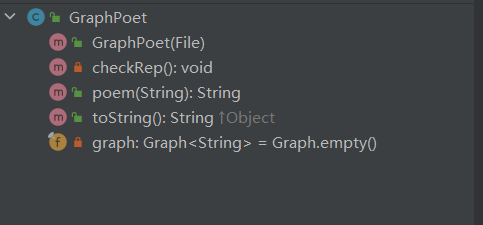 GraphPoet
GraphPoet(File)
checkRep(): void
poem(String): String
toString(): String ↑Object
graph: Graph<String> = Graph.empty()